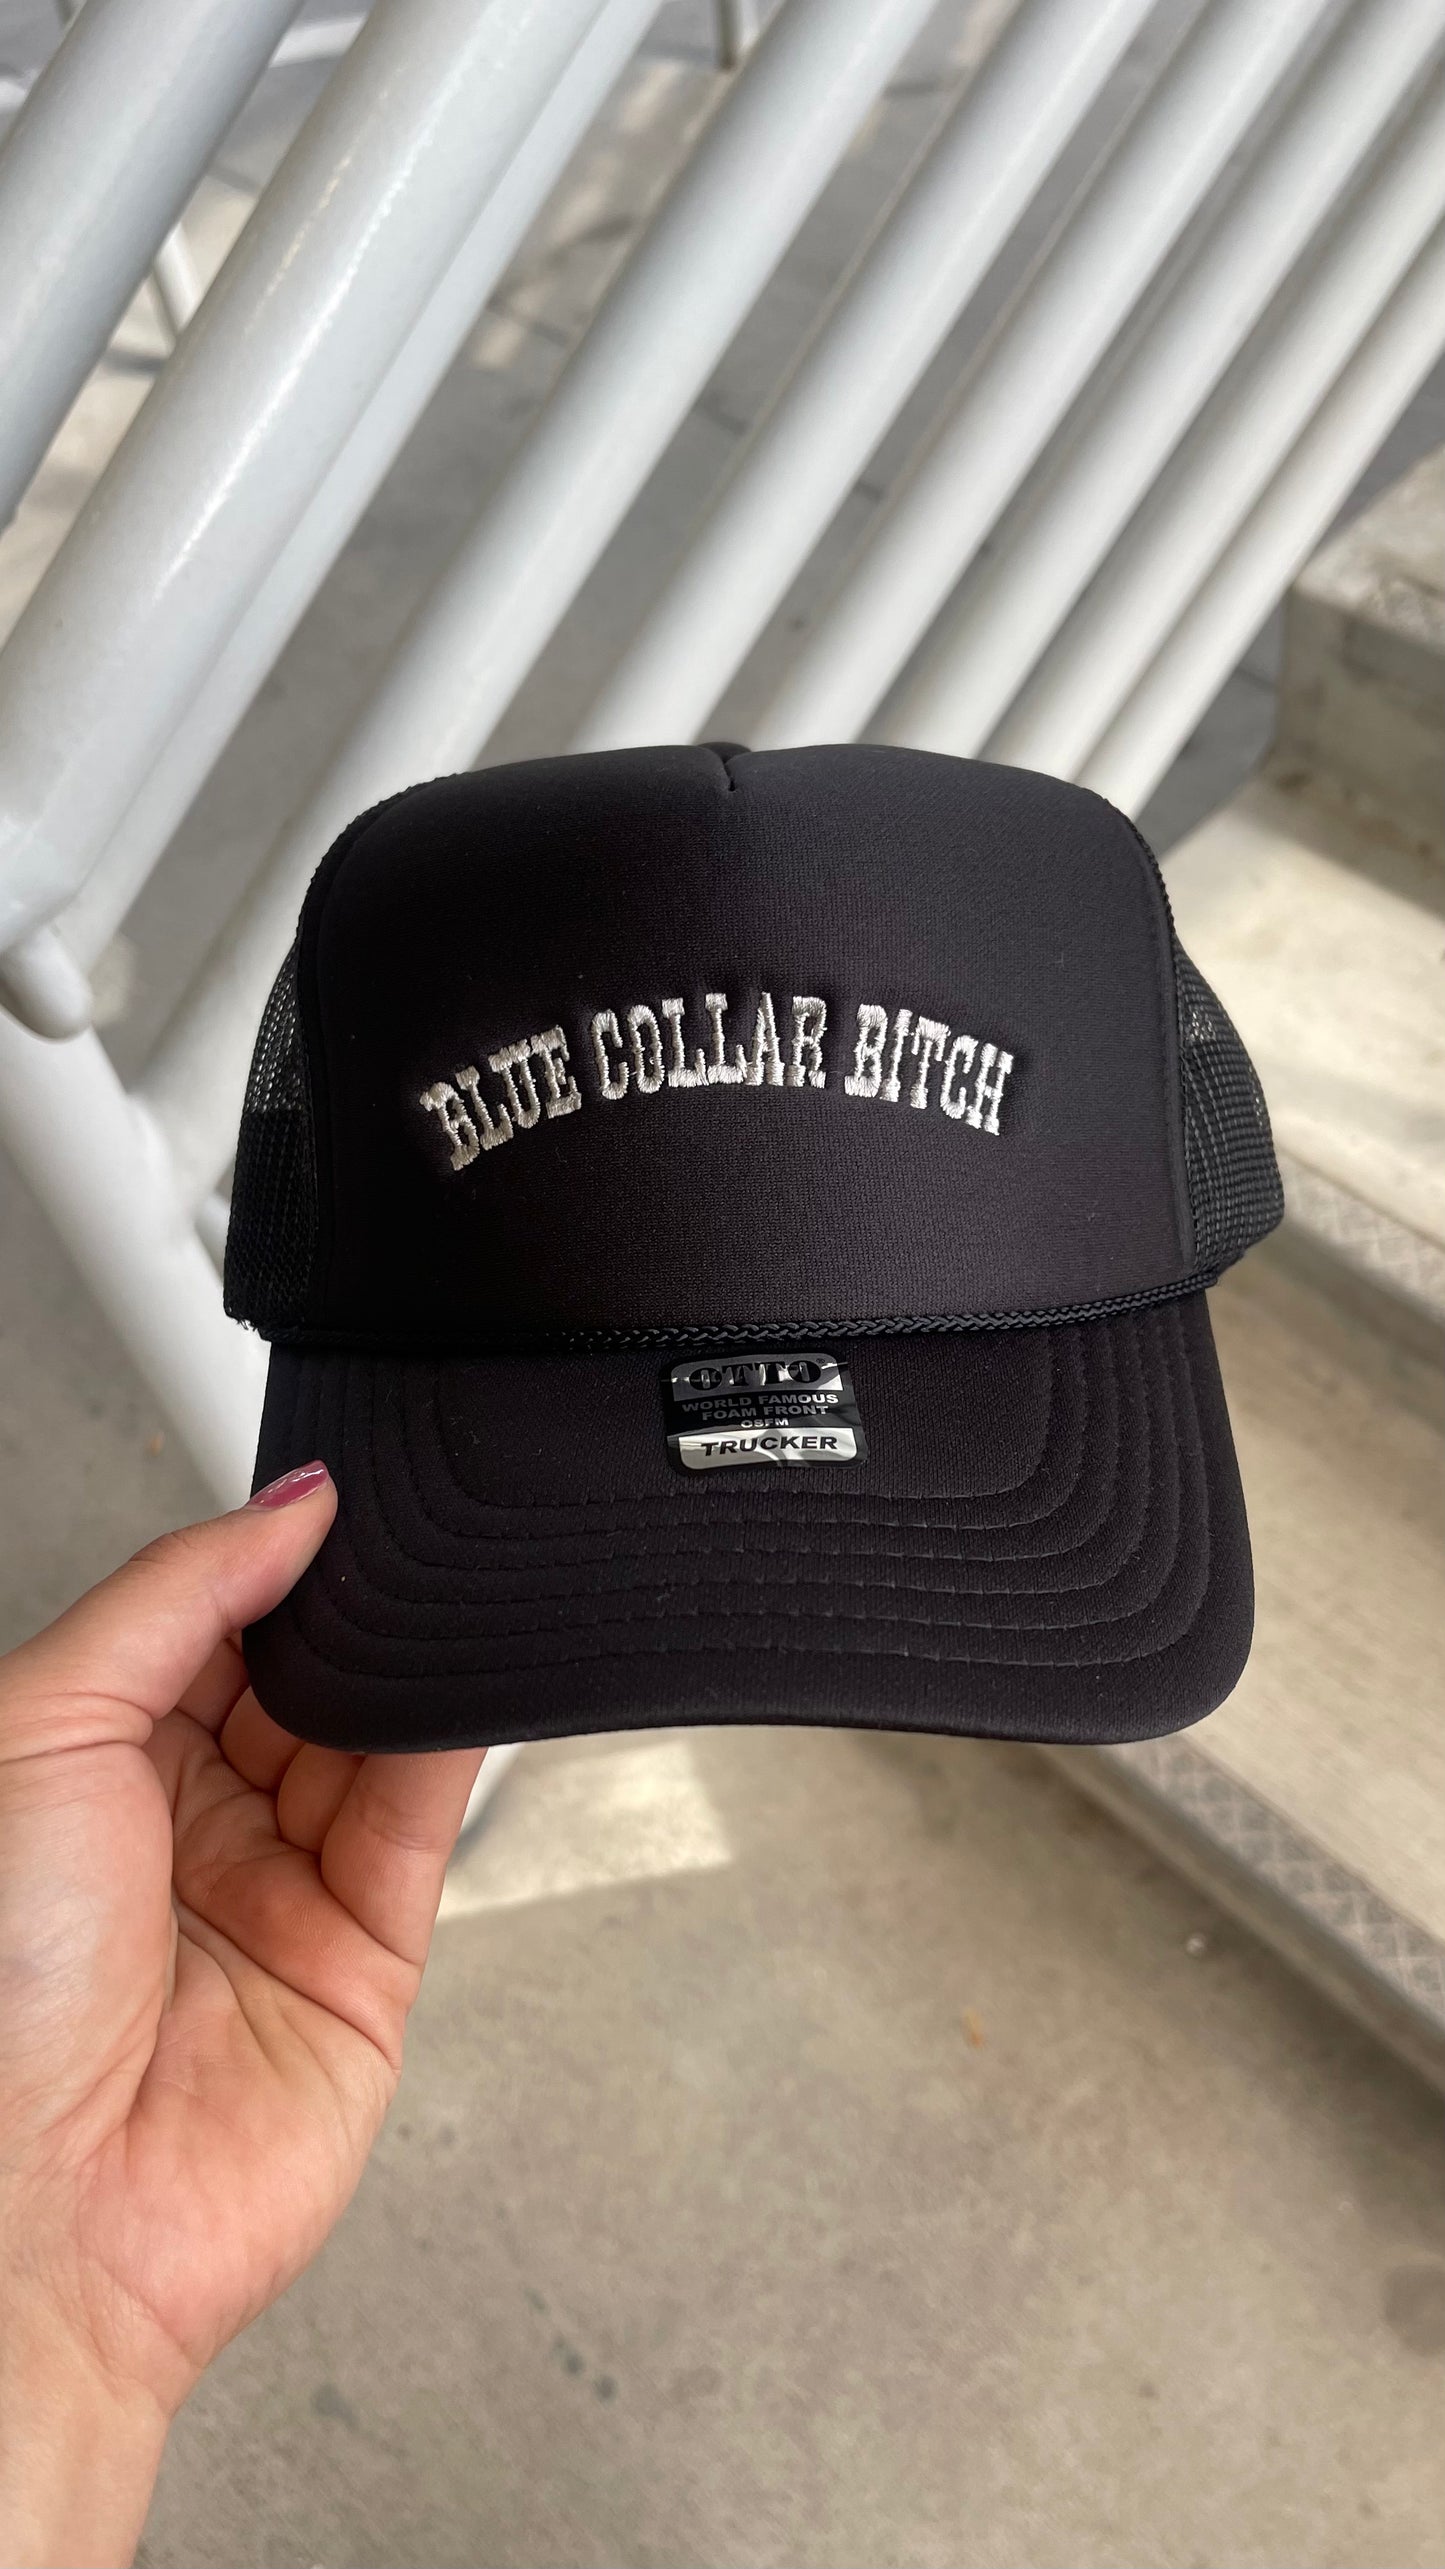 BLUE COLLAR BITCH
OTTO®
WORLD FAMOUS
FOAM FRONT
OSFM
TRUCKER